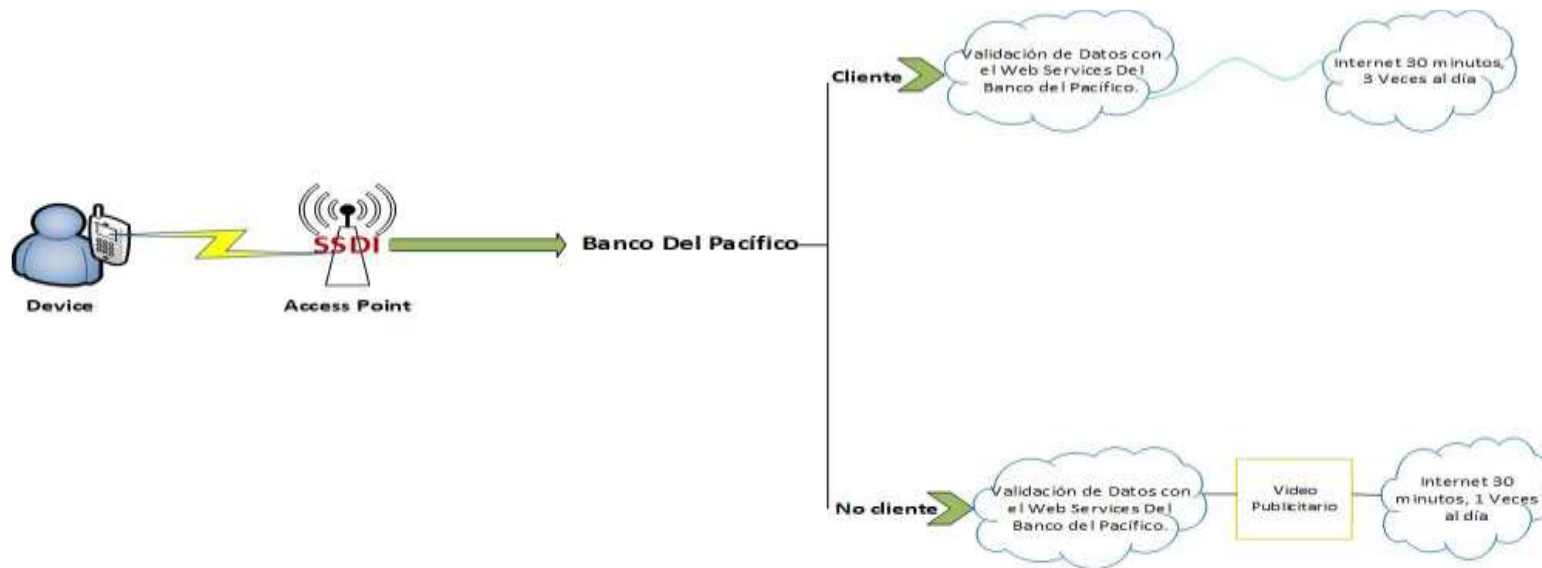 Cliente
Validación de Datos con
el Web Services Del
Banco del Pacífico.
Internet 30 minutos,
3 Veces al día
SSDI
Device
Access Point
Banco Del Pacífico
No cliente
Validación de Datos con
el Web Services Del
Banco del Pacífico.
Video
Publicitario
Internet 30
minutos, 1 Veces
al día